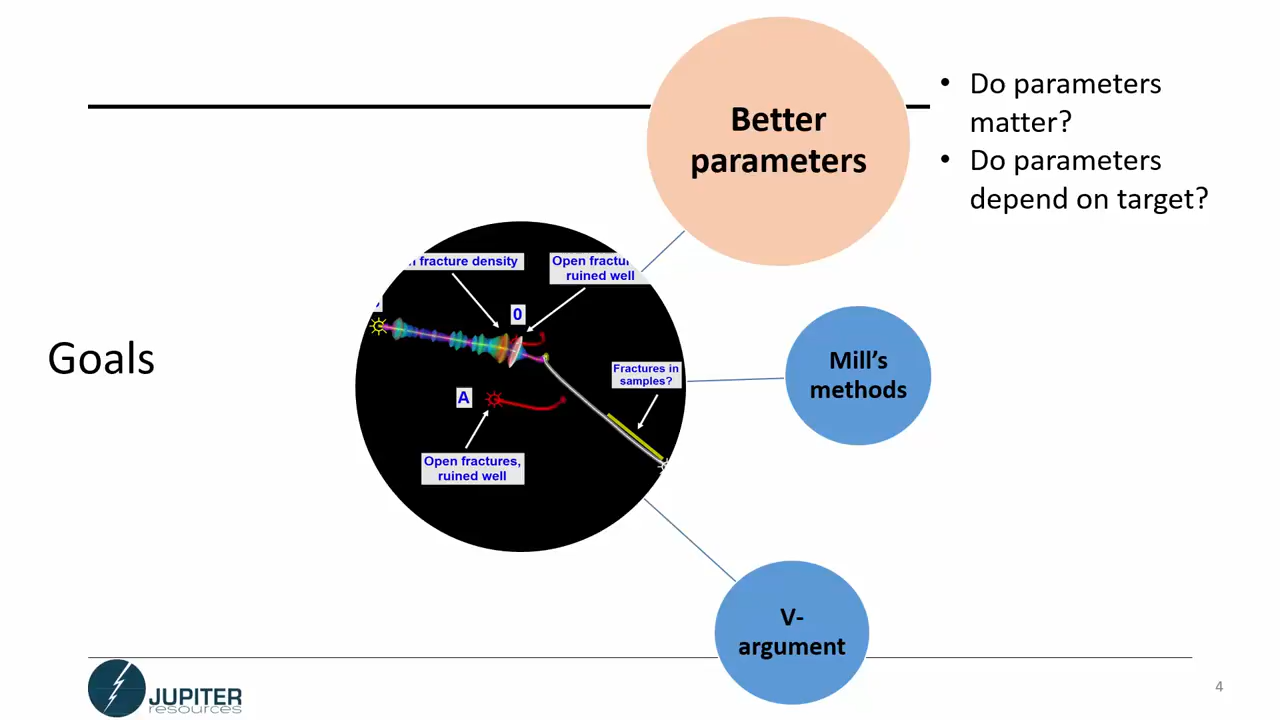 Better
parameters
• Do parameters
matter?
• Do parameters
depend on target?
Goals
fracture density
Open
ruined well
0
Fractures in
samples?
A
Open fractures,
ruined well
Mill's
methods
V-
argument
JUPITER
resources
4